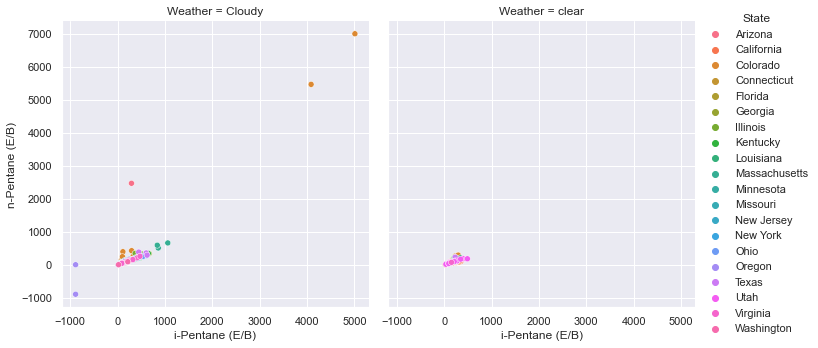 Weather = Cloudy
Weather = clear
7000
6000
5000
4000
3000
2000
1000
0
−1000
n-Pentane (E/B)
−1000 0 1000 2000 3000 4000 5000
−1000 0 1000 2000 3000 4000 5000
i-Pentane (E/B)
i-Pentane (E/B)
State
Arizona
California
Colorado
Connecticut
Florida
Georgia
Illinois
Kentucky
Louisiana
Massachusetts
Minnesota
Missouri
New Jersey
New York
Ohio
Oregon
Texas
Utah
Virginia
Washington